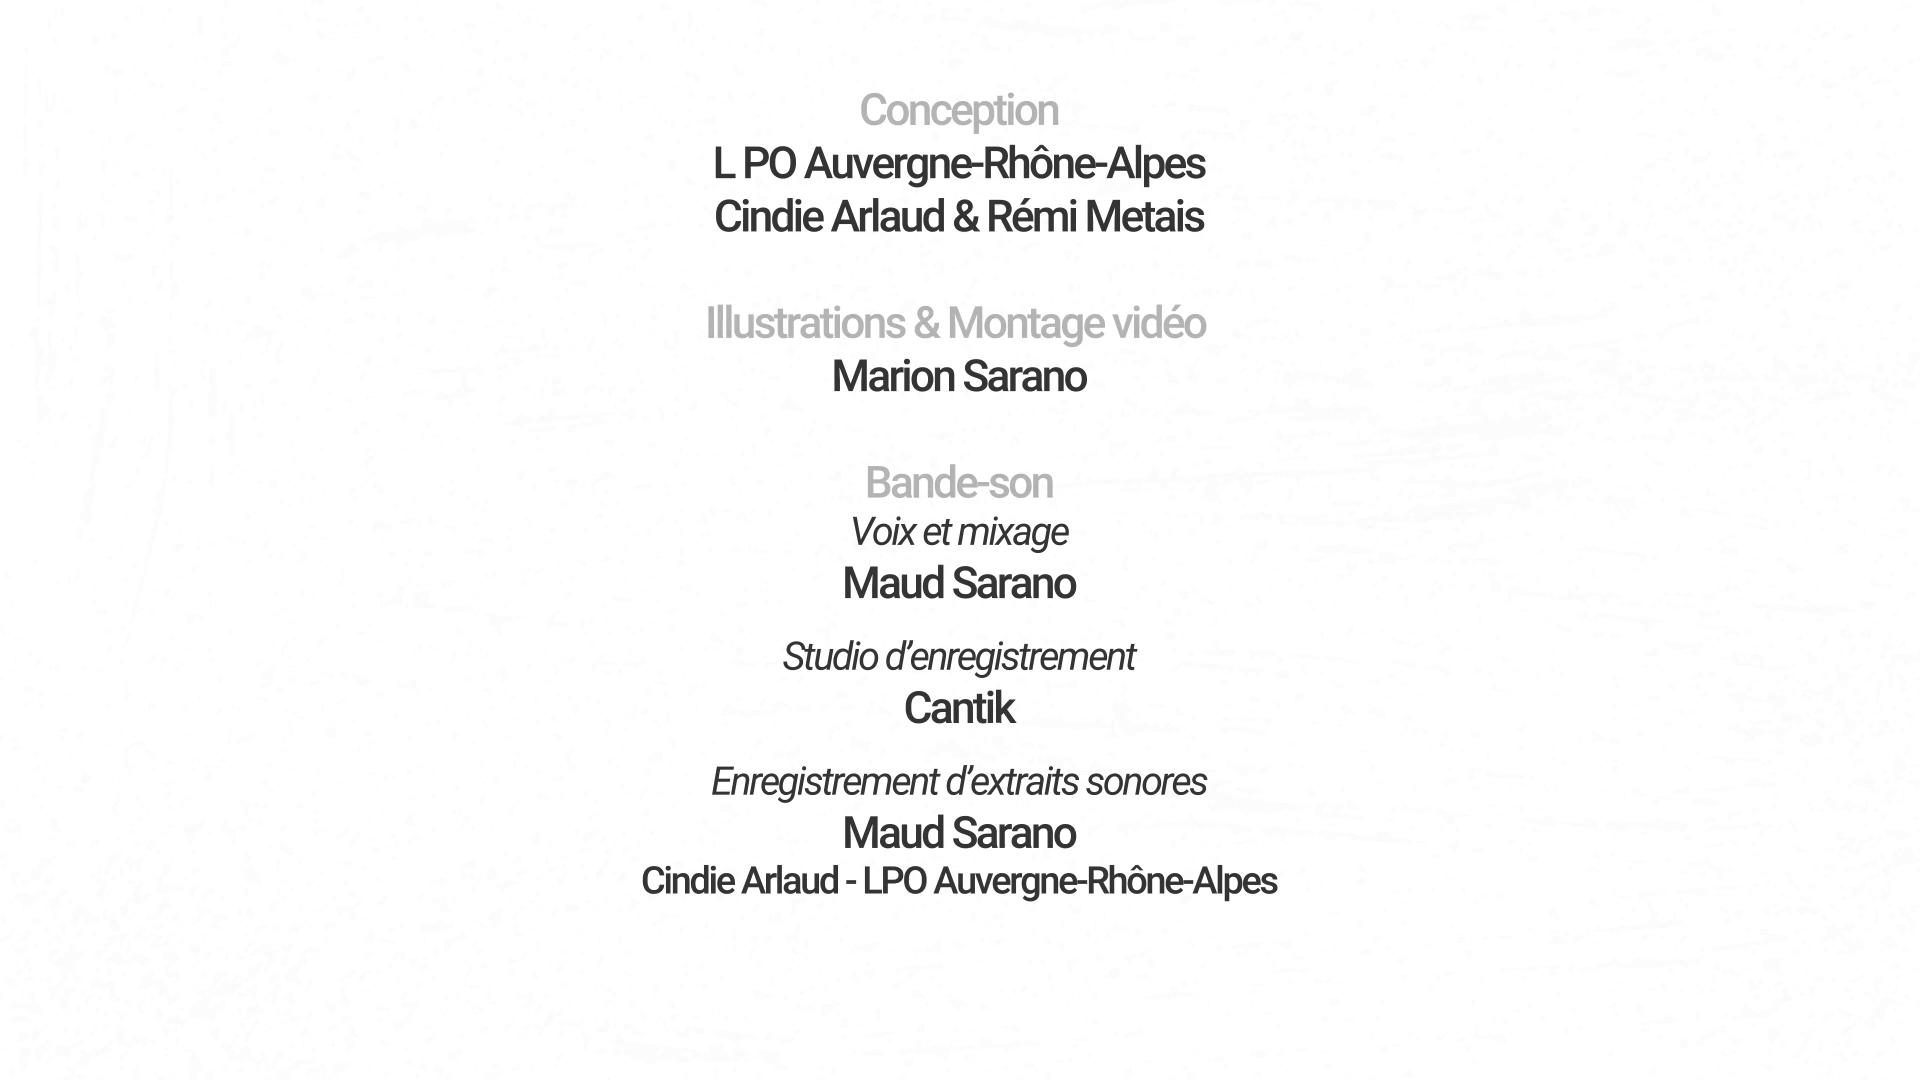 Conception
L PO Auvergne-Rhône-Alpes
Cindie Arlaud & Rémi Metais
Illustrations & Montage vidéo
Marion Sarano
Bande-son
Voix et mixage
Maud Sarano
Studio d’enregistrement
Cantik
Enregistrement d’extraits sonores
Maud Sarano
Cindie Arlaud - LPO Auvergne-Rhône-Alpes